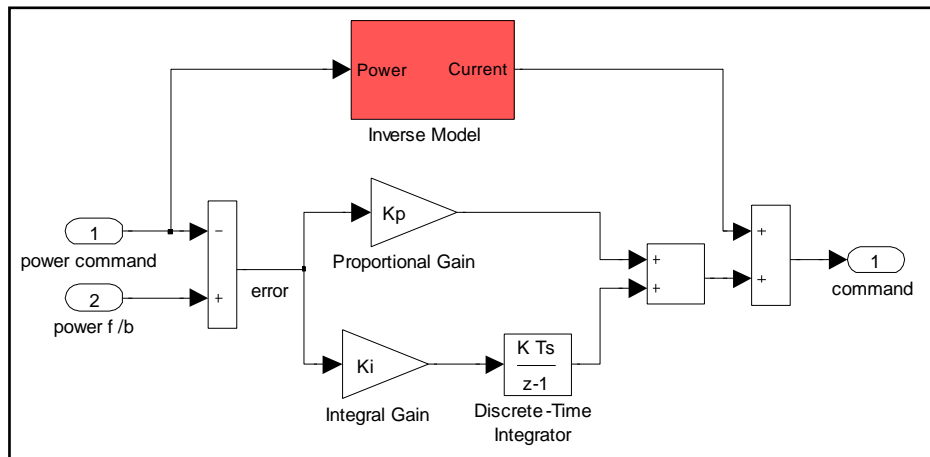 Power
Current
Inverse Model
Kp
Proportional Gain
1
power command
−
+
2
power f /b
error
+
+
+
+
1
command
Ki
Integral Gain
K Ts
z-1
Discrete-Time
Integrator